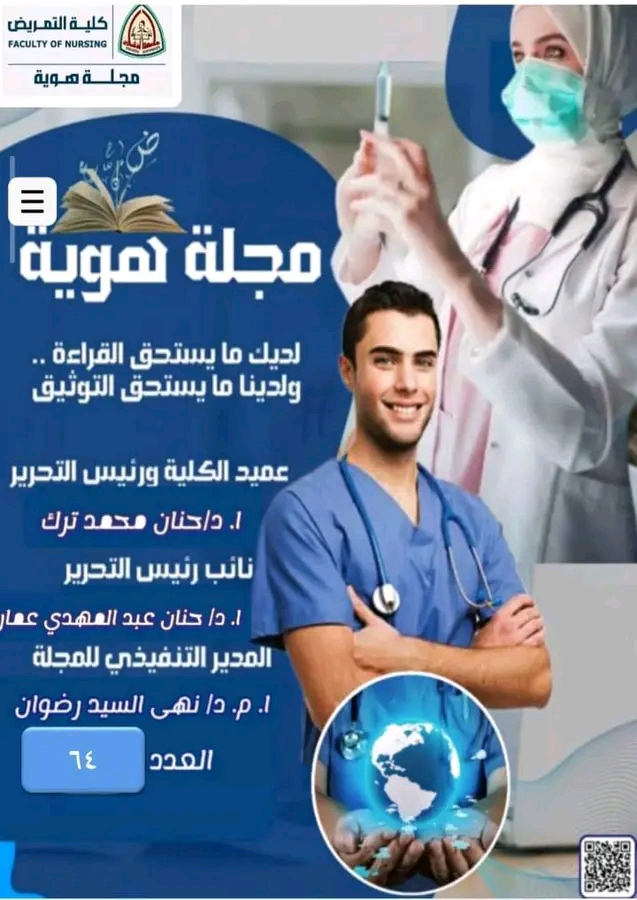 كلية التمريض
FACULTY OF NURSING
مجلة هوية
مجلة هوية
لديك ما يستحق القراءة ..
ولدينا ما يستحق التوثيق
عميد الكلية ورئيس التحرير
ا. د/حنان محمد ترك
نائب رئيس التحرير
ا. د/ حنان عبد المهدي عمار
المدير التنفيذي للمجلة
ا. م. د/ نهى السيد رضوان
العدد ٦٤